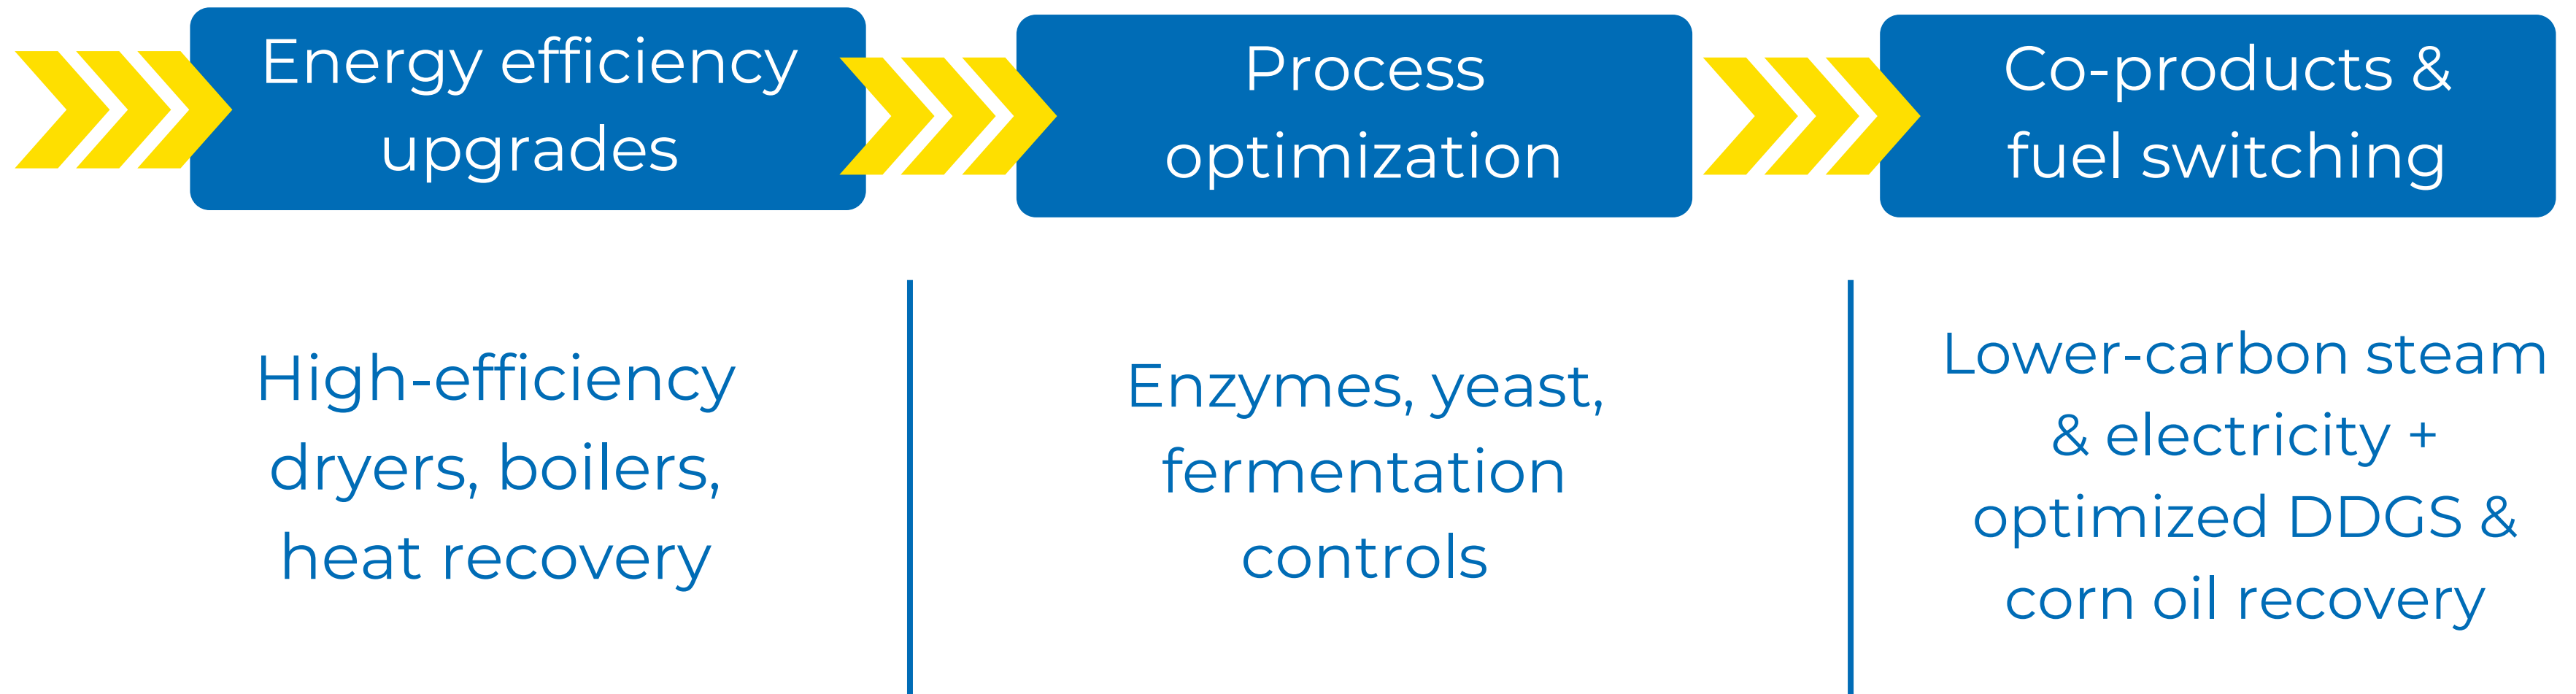 Energy efficiency
upgrades
Process
optimization
Co-products &
fuel switching
High-efficiency
dryers, boilers,
heat recovery
Enzymes, yeast,
fermentation
controls
Lower-carbon steam
& electricity +
optimized DDGS &
corn oil recovery